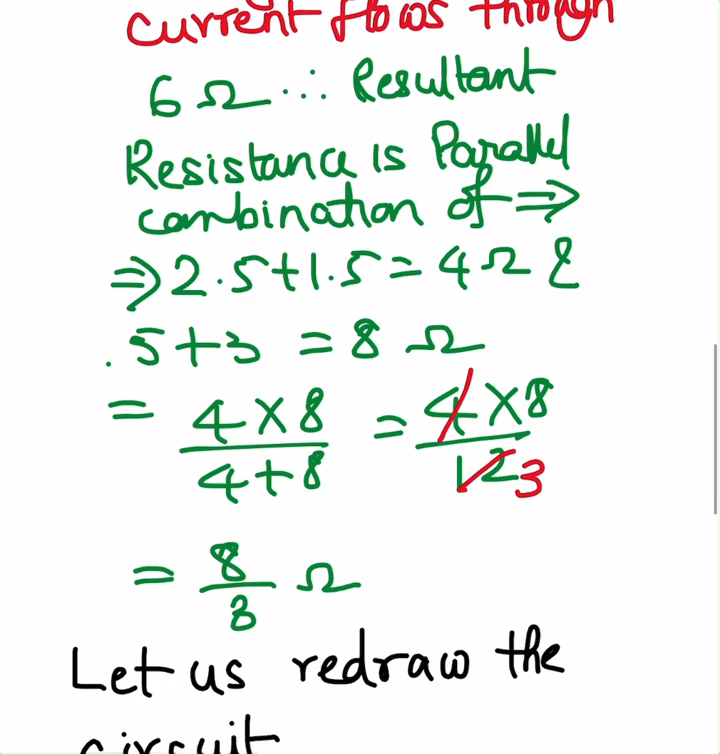 current flows through
6 Ω ∴ Resultant
Resistance is Parallel
combination of ⇒
⇒ 2.5+1.5 = 4 Ω &
.5+3 = 8 Ω
= 4×8/4+8 = 4×8/12 3
= 8/3 Ω
Let us redraw the
circuit